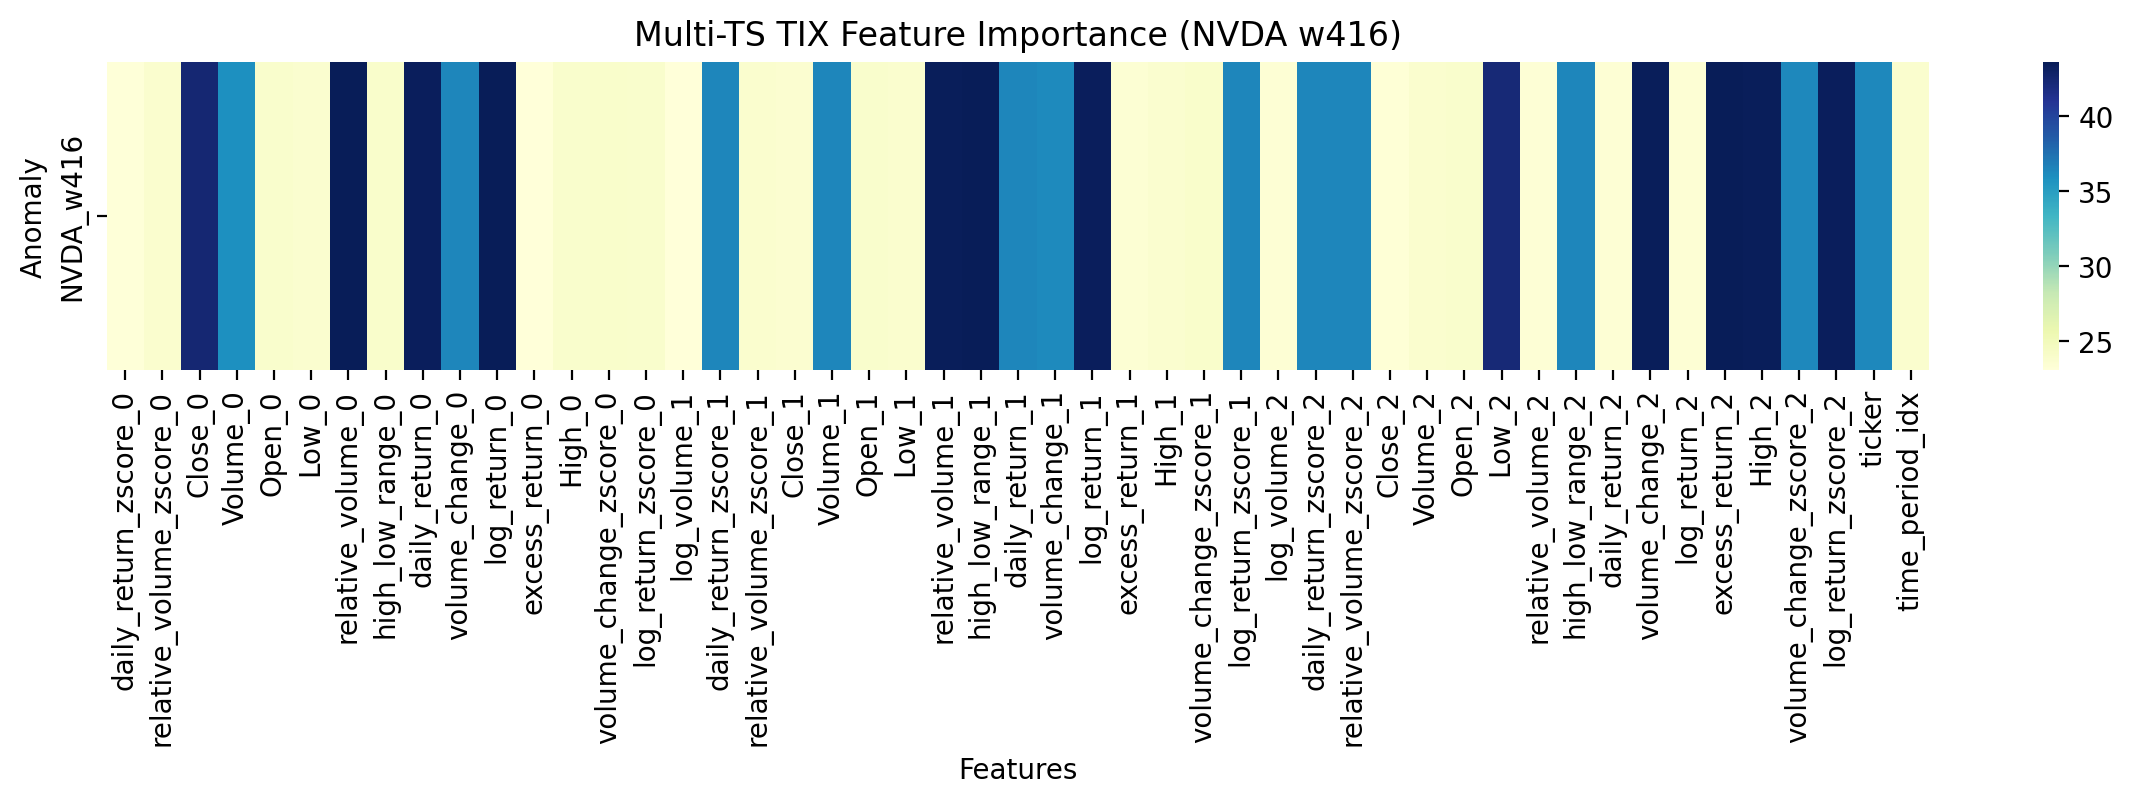 Multi-TS TIX Feature Importance (NVDA w416)
Anomaly
NVDA_w416
40
35
30
25
daily_return_zscore_0
relative_volume_zscore_0
Close_0
Volume_0
Open_0
Low_0
relative_volume_0
high_low_range_0
daily_return_0
volume_change_0
log_return_0
excess_return_0
High_0
volume_change_zscore_0
log_return_zscore_0
log_volume_1
daily_return_zscore_1
relative_volume_zscore_1
Close_1
Volume_1
Open_1
Low_1
relative_volume_1
high_low_range_1
daily_return_1
volume_change_1
log_return_1
excess_return_1
High_1
volume_change_zscore_1
log_return_zscore_1
log_volume_2
daily_return_zscore_2
relative_volume_zscore_2
Close_2
Volume_2
Open_2
Low_2
relative_volume_2
high_low_range_2
daily_return_2
volume_change_2
log_return_2
excess_return_2
High_2
volume_change_zscore_2
log_return_zscore_2
ticker
time_period_idx
Features